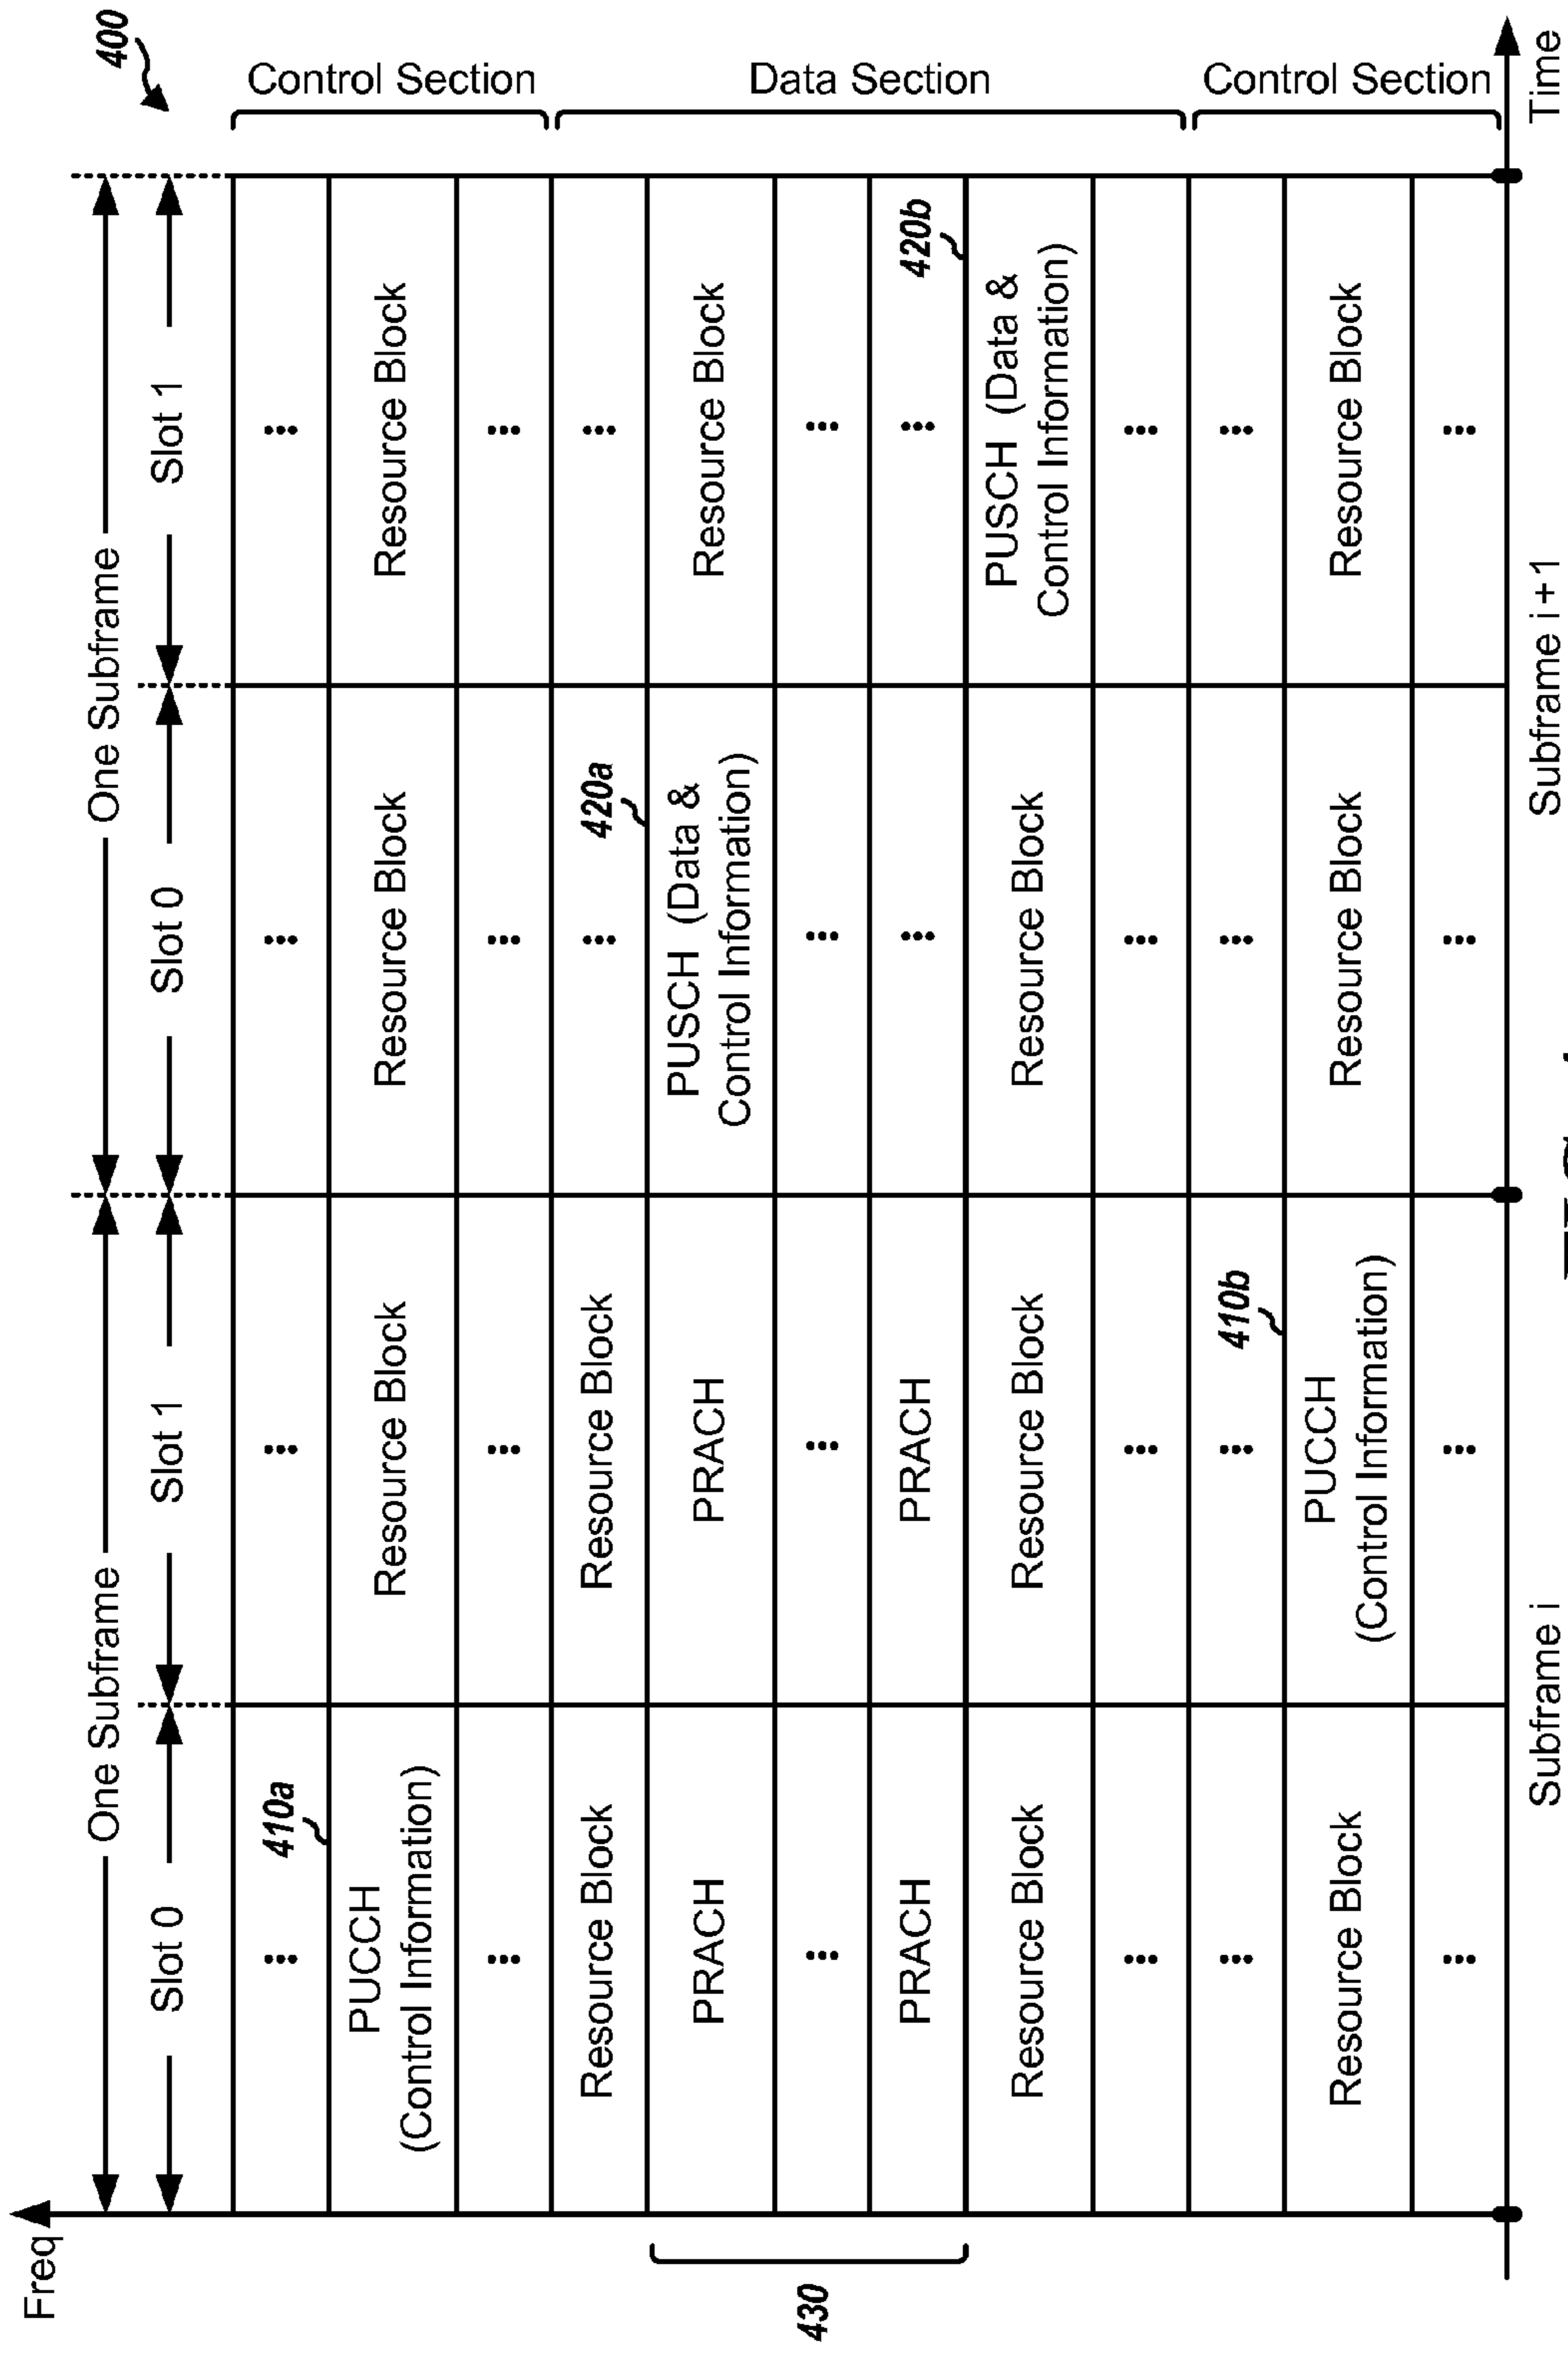 400
One Subframe
One Subframe
Slot 0
Slot 1
Slot 0
Slot 1
Freq
Control Section
Data Section
Control Section
...
410a
...
...
...
PUCCH
(Control Information)
Resource Block
Resource Block
Resource Block
...
...
...
...
Resource Block
Resource Block
...
420a
...
PRACH
PRACH
PUSCH (Data &
Control Information)
Resource Block
430
...
...
...
...
PRACH
PRACH
...
...
420b
Resource Block
Resource Block
Resource Block
PUSCH (Data &
Control Information)
...
...
...
...
...
...
410b
...
...
Resource Block
PUCCH
(Control Information)
Resource Block
Resource Block
...
...
...
...
Time
Subframe i
Subframe i+1